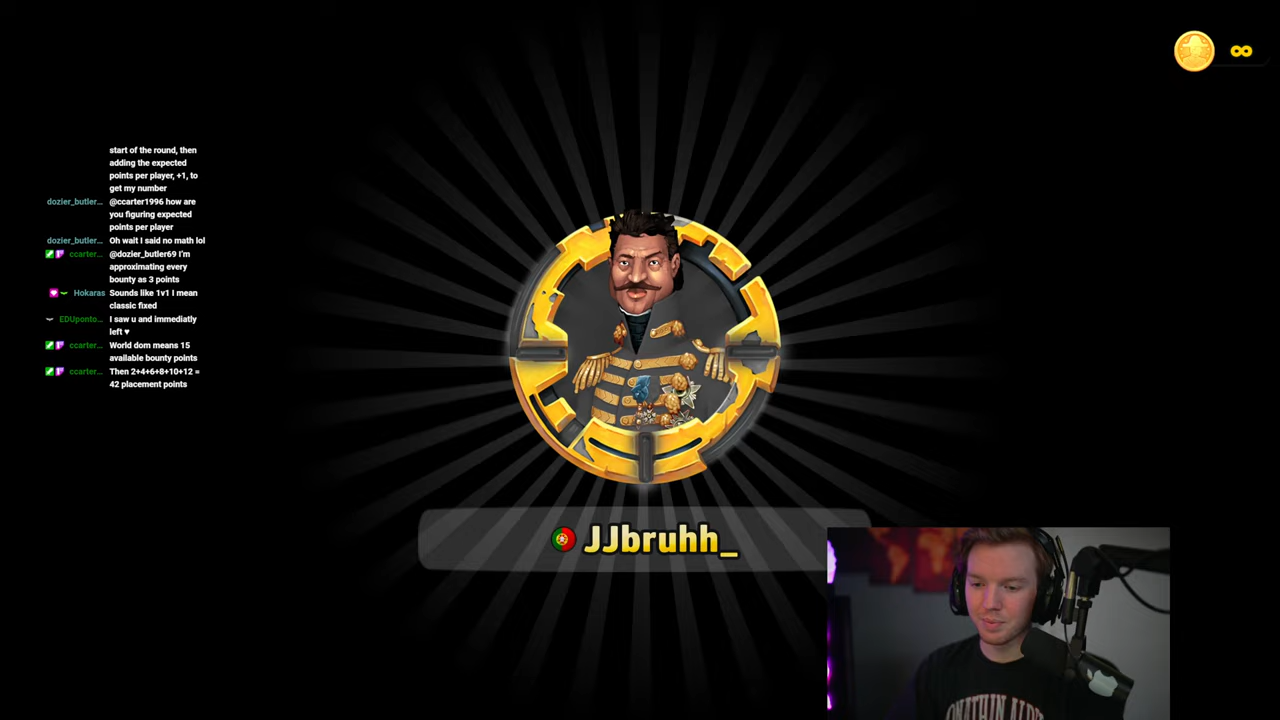 ∞
start of the round, then
adding the expected
points per player, +1, to
get my number
dozier_butler... @ccarter1996 how are
you figuring expected
points per player
dozier_butler... Oh wait I said no math lol
ccarter... @dozier_butler69 I'm
approximating every
bounty as 3 points
Hokaras Sounds like 1v1 I mean
classic fixed
EDUponto... I saw u and immediatly
left ♥
ccarter... World dom means 15
available bounty points
ccarter... Then 2+4+6+8+10+12 =
42 placement points
JJbruhh_